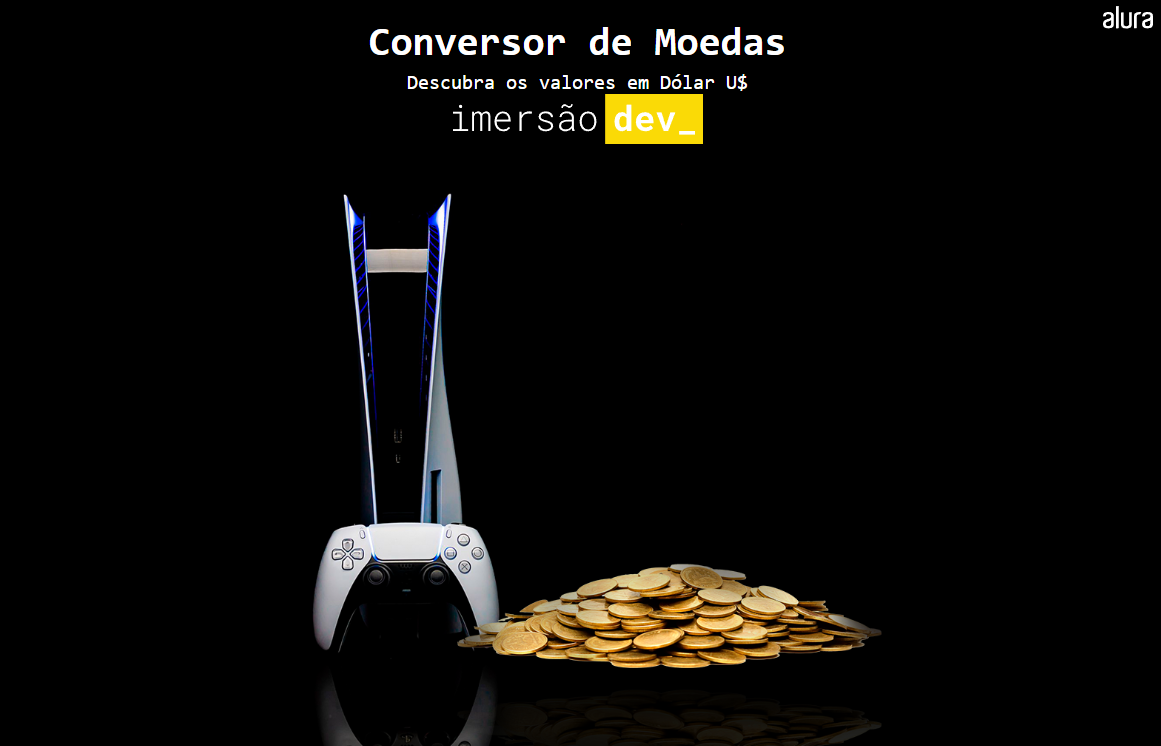 alura
Conversor de Moedas
Descubra os valores em Dólar U$
imersão dev_